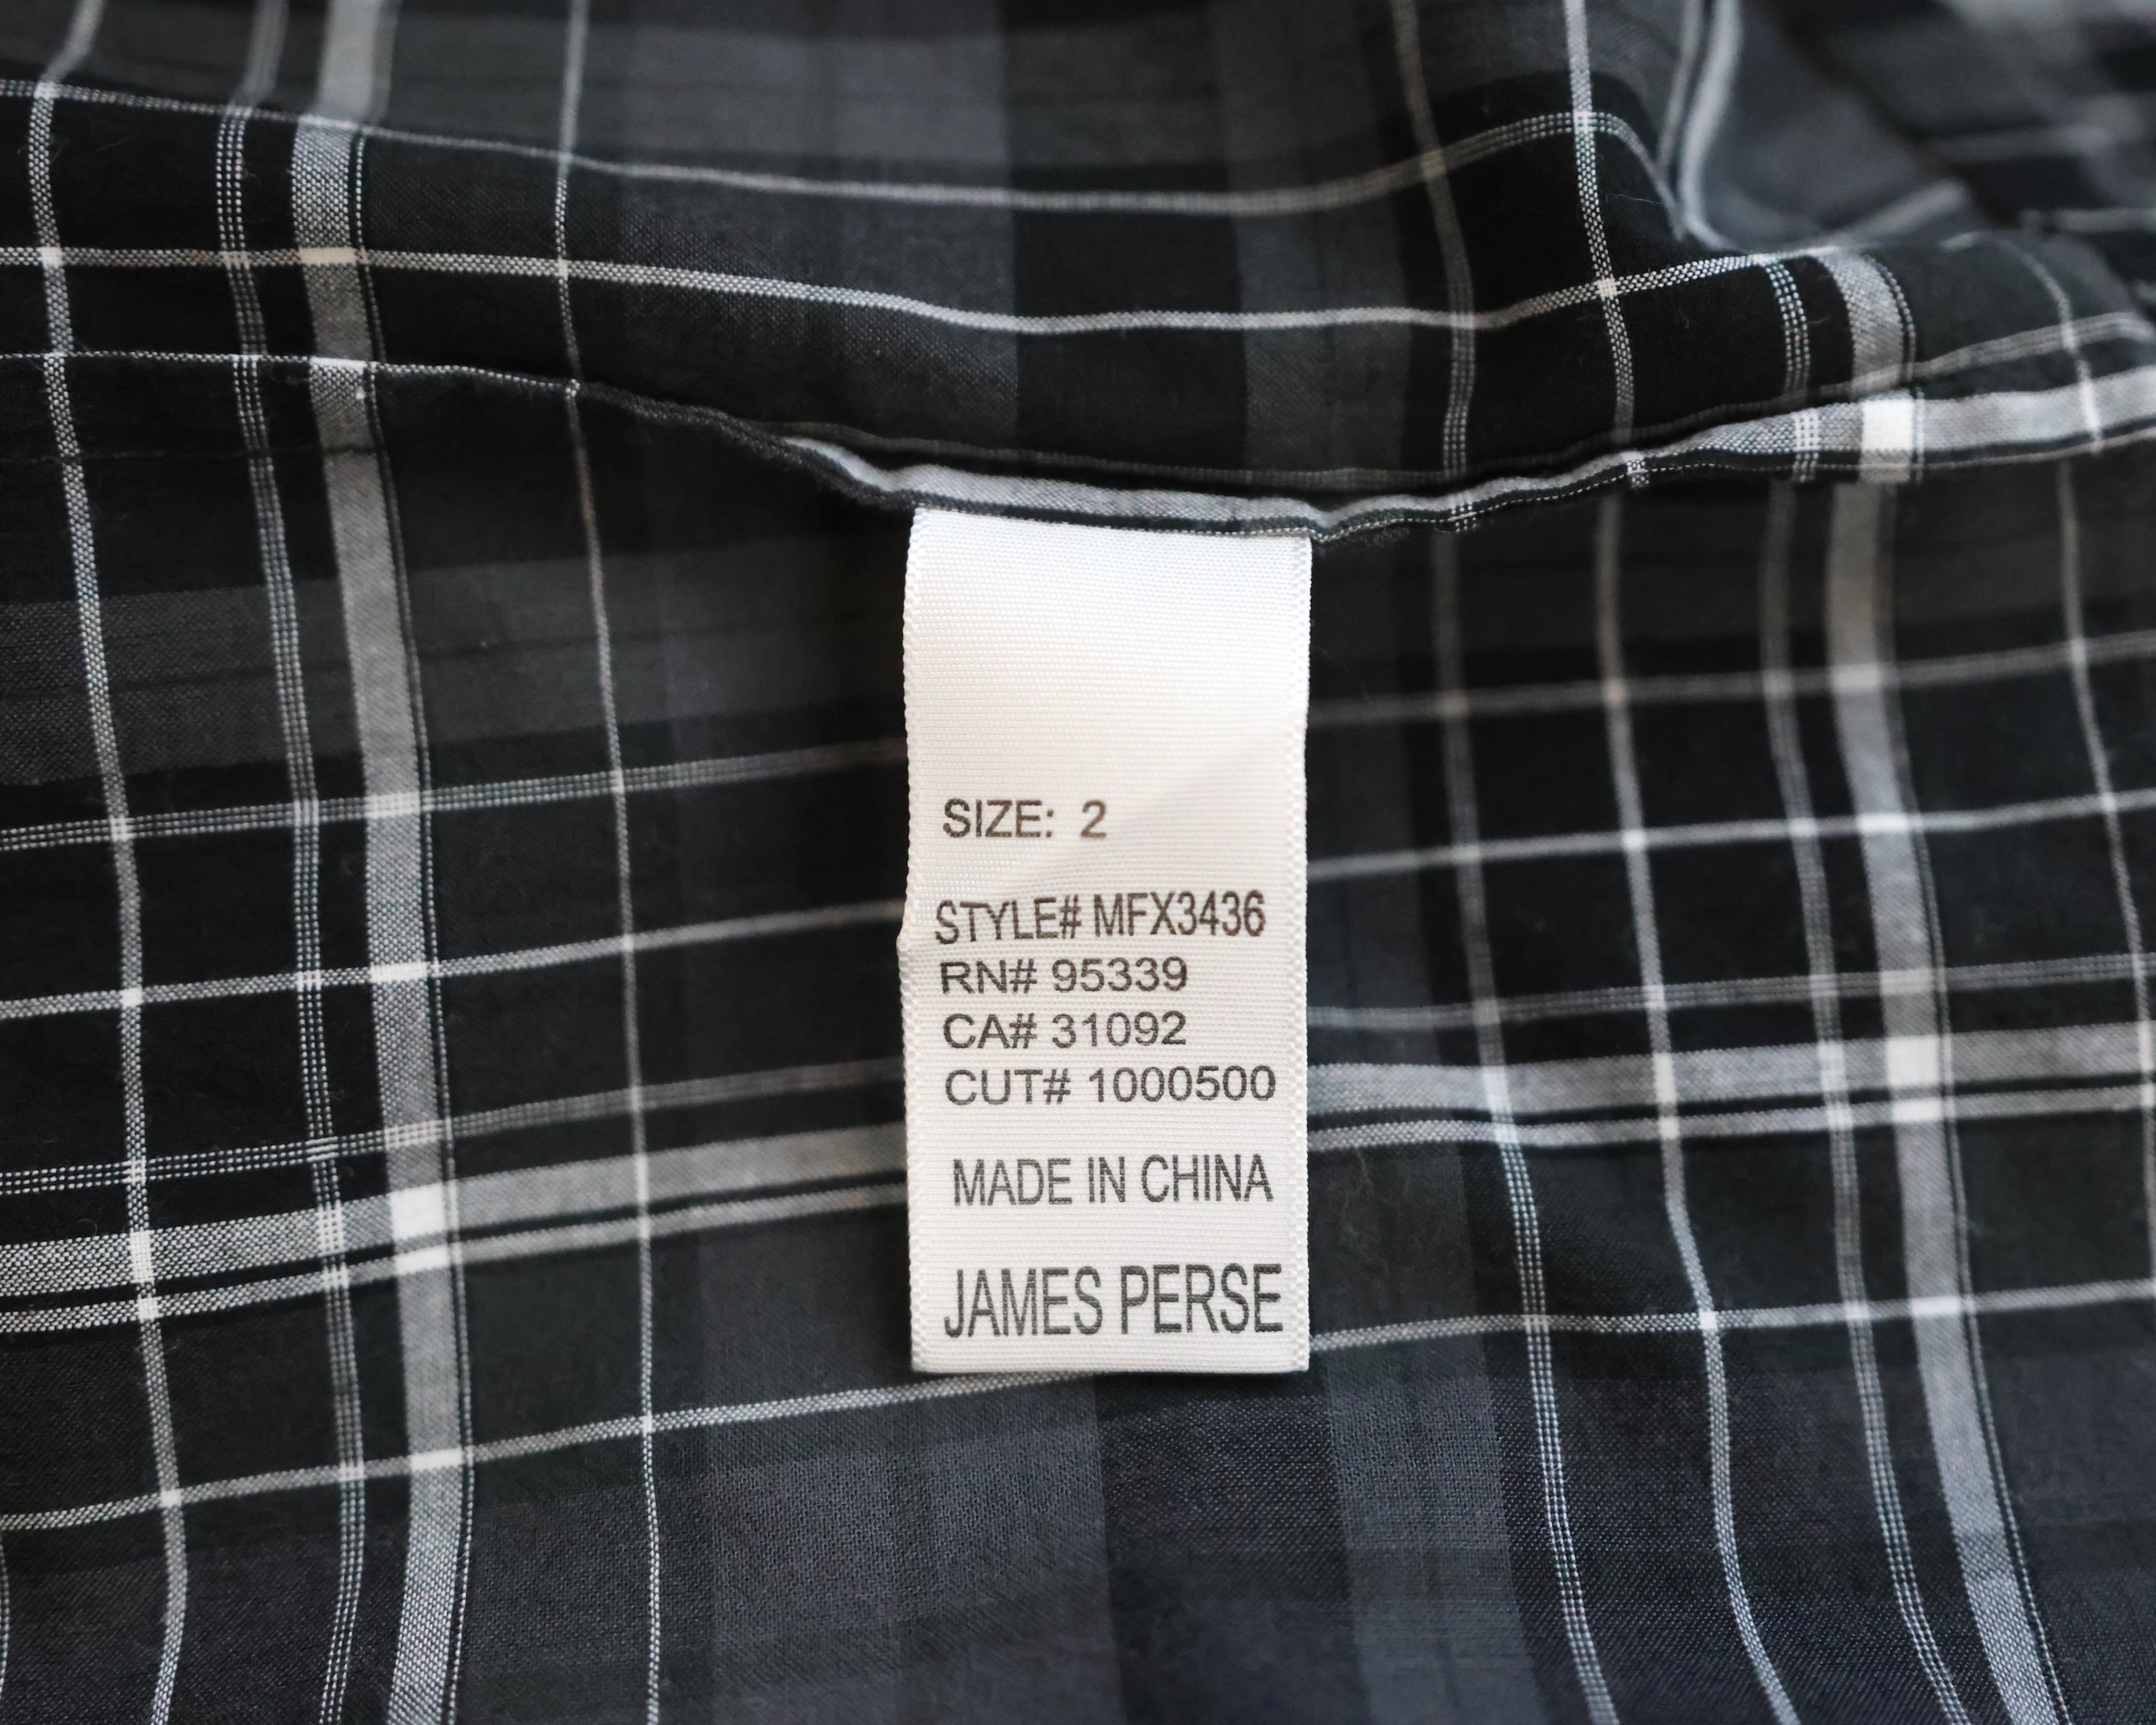 SIZE: 2
STYLE# MFX3436
RN# 95339
CA# 31092
CUT# 1000500
MADE IN CHINA
JAMES PERSE